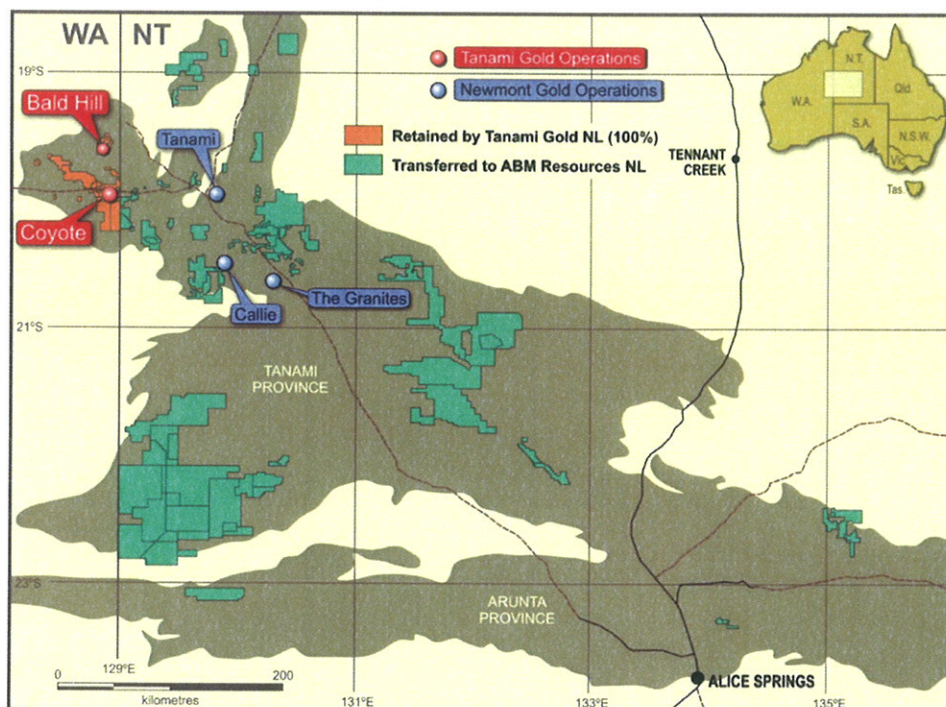 WA NT
19°S
Tanami Gold Operations
Newmont Gold Operations
Bald Hill
Tanami
Retained by Tanami Gold NL (100%)
Transferred to ABM Resources NL
N.T.
W.A.
Qld.
S.A.
N.S.W.
Vic
Tas.
TENNANT
CREEK
Coyote
Callie
The Granites
21°S
TANAMI
PROVINCE
23°S
ARUNTA
PROVINCE
0
129°E
200
kilometres
131°E
133°E
ALICE SPRINGS
135°E